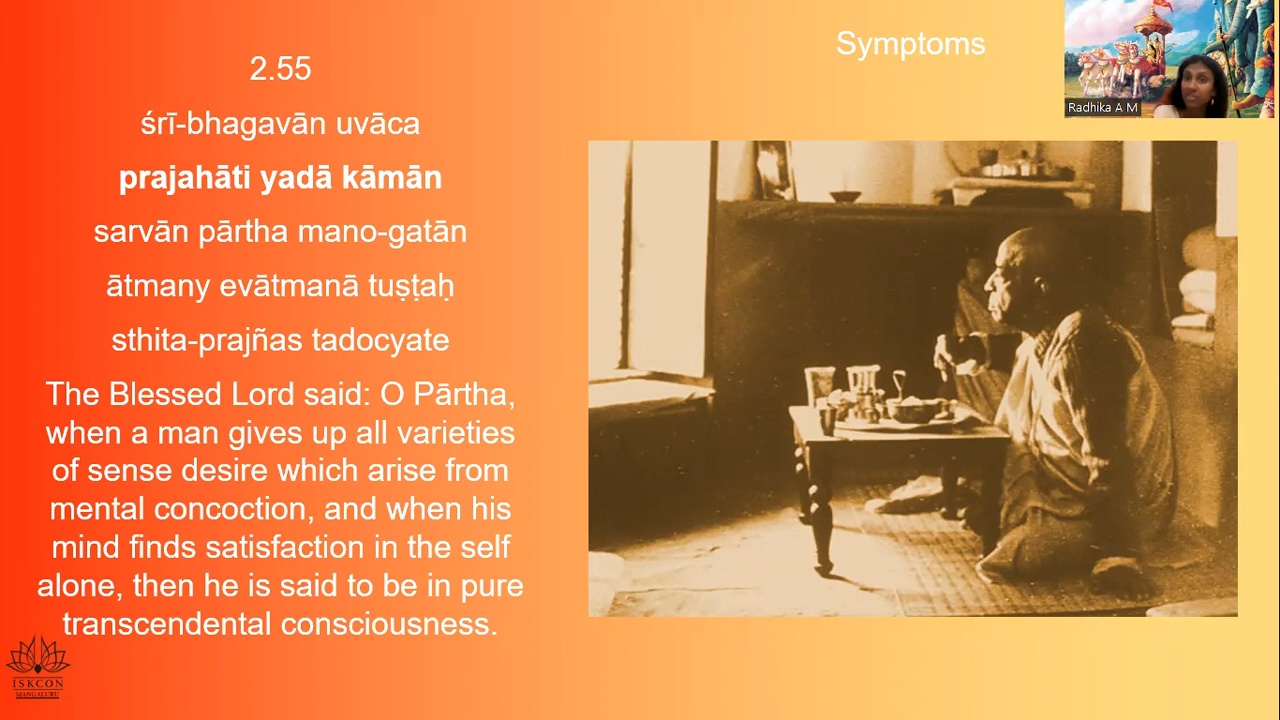 2.55
śrī-bhagavān uvāca
prajahāti yadā kāmān
sarvān pārtha mano-gatān
ātmany evātmanā tuṣṭaḥ
sthita-prajñas tadocyate
The Blessed Lord said: O Pārtha,
when a man gives up all varieties
of sense desire which arise from
mental concoction, and when his
mind finds satisfaction in the self
alone, then he is said to be in pure
transcendental consciousness.
Symptoms
Radhika A M
ISKCON
MANGALURU